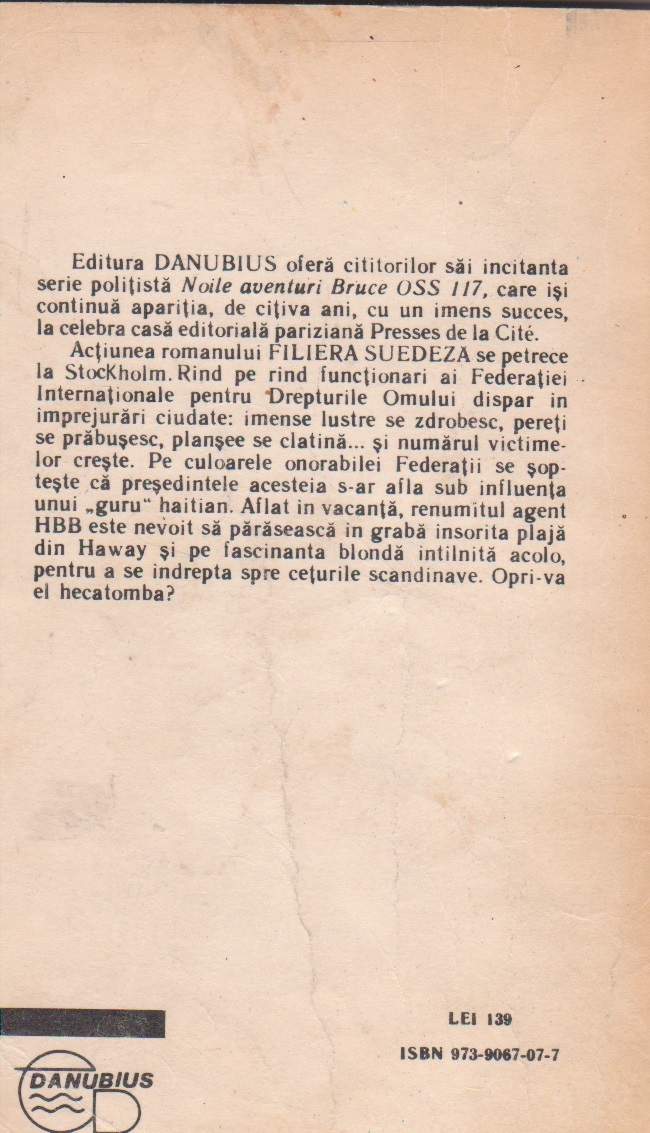 Editura DANUBIUS oferă cititorilor săi incitanta
serie polițistă Noile aventuri Bruce OSS 117, care iși
continuă apariția, de cițiva ani, cu un imens succes,
la celebra casă editorială pariziană Presses de la Cité.
Acțiunea romanului FILIERA SUEDEZA se petrece
la StocKholm. Rind pe rind funcționari ai Federației
Internaționale pentru Drepturile Omului dispar in
imprejurări ciudate: imense lustre se zdrobesc, pereți
se prăbușesc, planșee se clatină... și numărul victime-
lor crește. Pe culoarele onorabilei Federații se șop-
tește că președintele acesteia s-ar afla sub influența
unui „guru“ haitian. Aflat in vacanță, renumitul agent
HBB este nevoit să părăsească in grabă insorita plajă
din Haway și pe fascinanta blondă intilnită acolo,
pentru a se indrepta spre cețurile scandinave. Opri-va
el hecatomba?
LEI 139
ISBN 973-9067-07-7
DANUBIUS